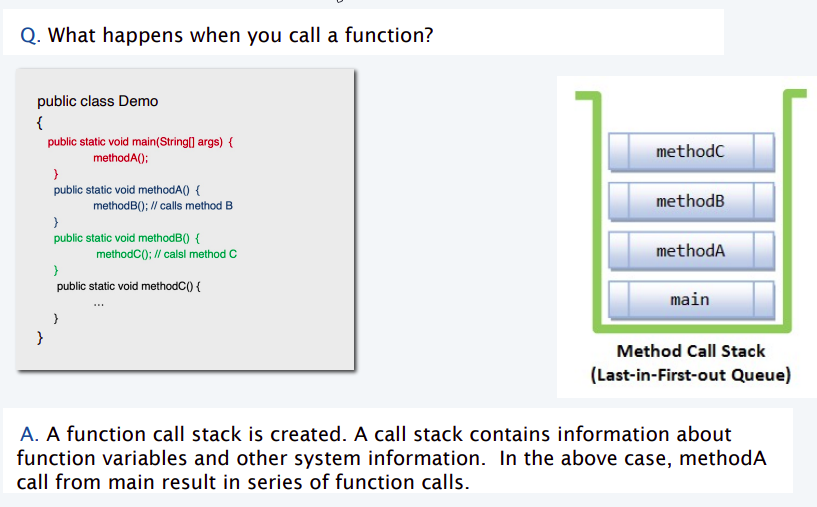 Q. What happens when you call a function?
public class Demo
{
public static void main(String[] args) {
methodA();
}
public static void methodA() {
methodB(); // calls method B
}
public static void methodB() {
methodC(); // calsl method C
}
public static void methodC() {
...
}
}
methodC
methodB
methodA
main
Method Call Stack
(Last-in-First-out Queue)
A. A function call stack is created. A call stack contains information about
function variables and other system information. In the above case, methodA
call from main result in series of function calls.